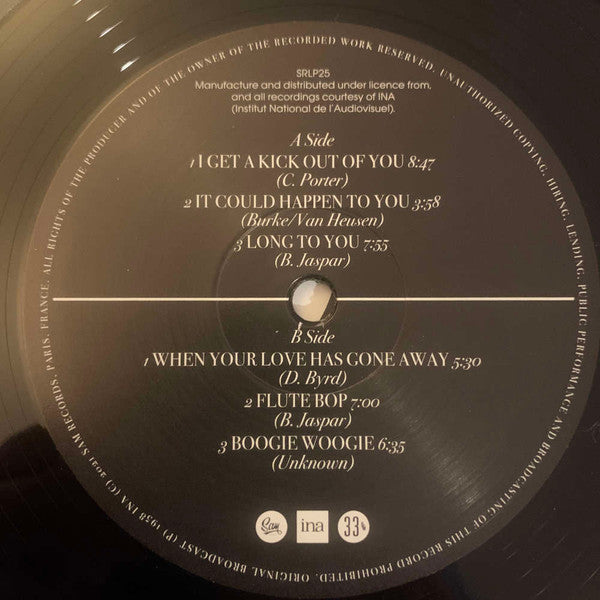 SRLP25
Manufacture and distributed under licence from,
and all recordings courtesy of INA
(Institut National de l'Audiovisuel).
A Side
1 I GET A KICK OUT OF YOU 8:47
(C. Porter)
2 IT COULD HAPPEN TO YOU 3:58
(Burke/Van Heusen)
3 LONG TO YOU 7:55
(B. Jaspar)
B Side
1 WHEN YOUR LOVE HAS GONE AWAY 5:30
(D. Byrd)
2 FLUTE BOP 7:00
(B. Jaspar)
3 BOOGIE WOOGIE 6:35
(Unknown)
Sam
ina
33⅓
ORIGINAL BROADCAST (P) 1958 INA (C) 2021 SAM RECORDS, PARIS, FRANCE. ALL RIGHTS OF THE PRODUCER AND OF THE OWNER OF THE RECORDED WORK RESERVED. UNAUTHORIZED COPYING, HIRING, LENDING, PUBLIC PERFORMANCE AND BROADCASTING OF THIS RECORD PROHIBITED.